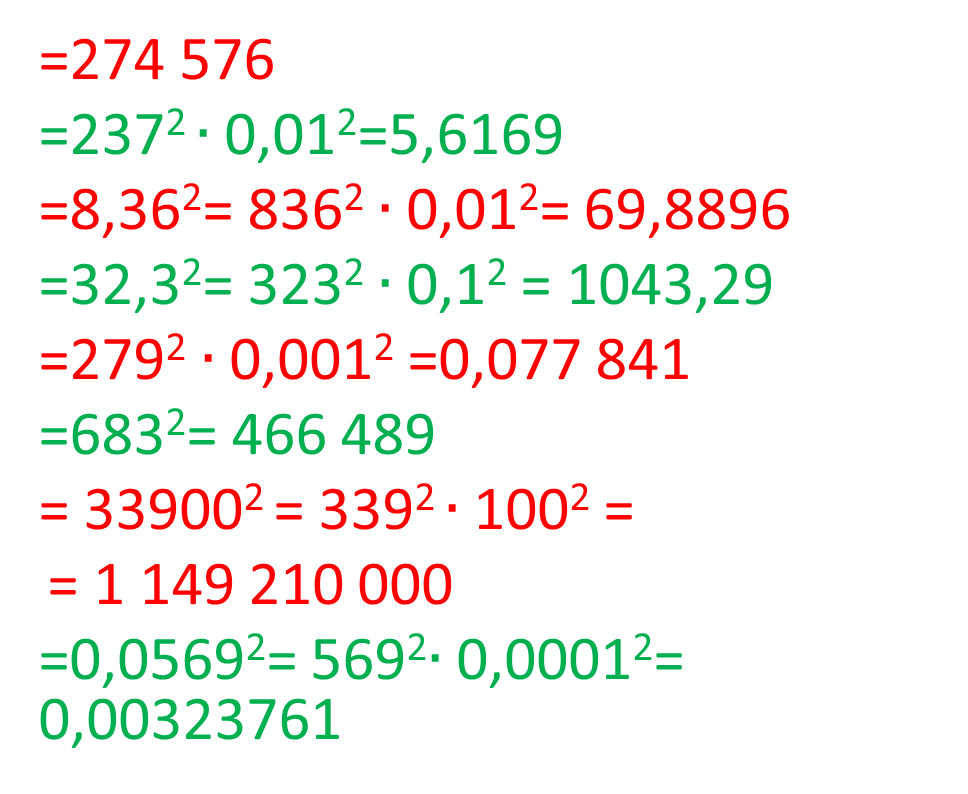 =274 576
=237² · 0,01²=5,6169
=8,36²= 836² · 0,01²= 69,8896
=32,3²= 323² · 0,1² = 1043,29
=279² · 0,001² =0,077 841
=683²= 466 489
= 33900² = 339² · 100² =
= 1 149 210 000
=0,0569²= 569²· 0,0001²=
0,00323761